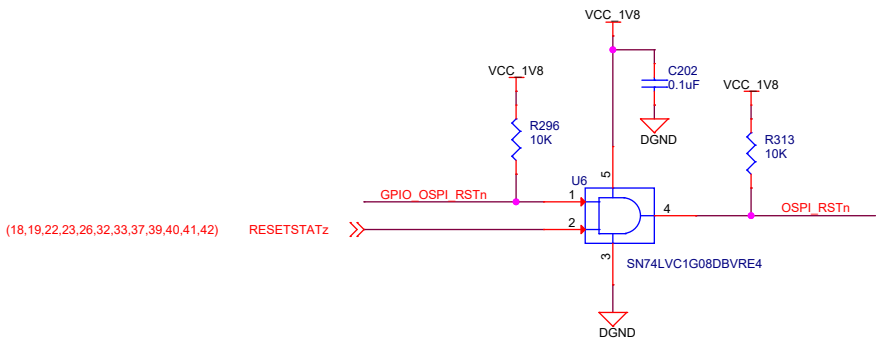 VCC_1V8
VCC_1V8
C202
0.1uF
VCC_1V8
R296
10K
DGND
R313
10K
U6
5
GPIO_OSPI_RSTn
1
4
OSPI_RSTn
(18,19,22,23,26,32,33,37,39,40,41,42)
RESETSTATz
2
3
SN74LVC1G08DBVRE4
DGND